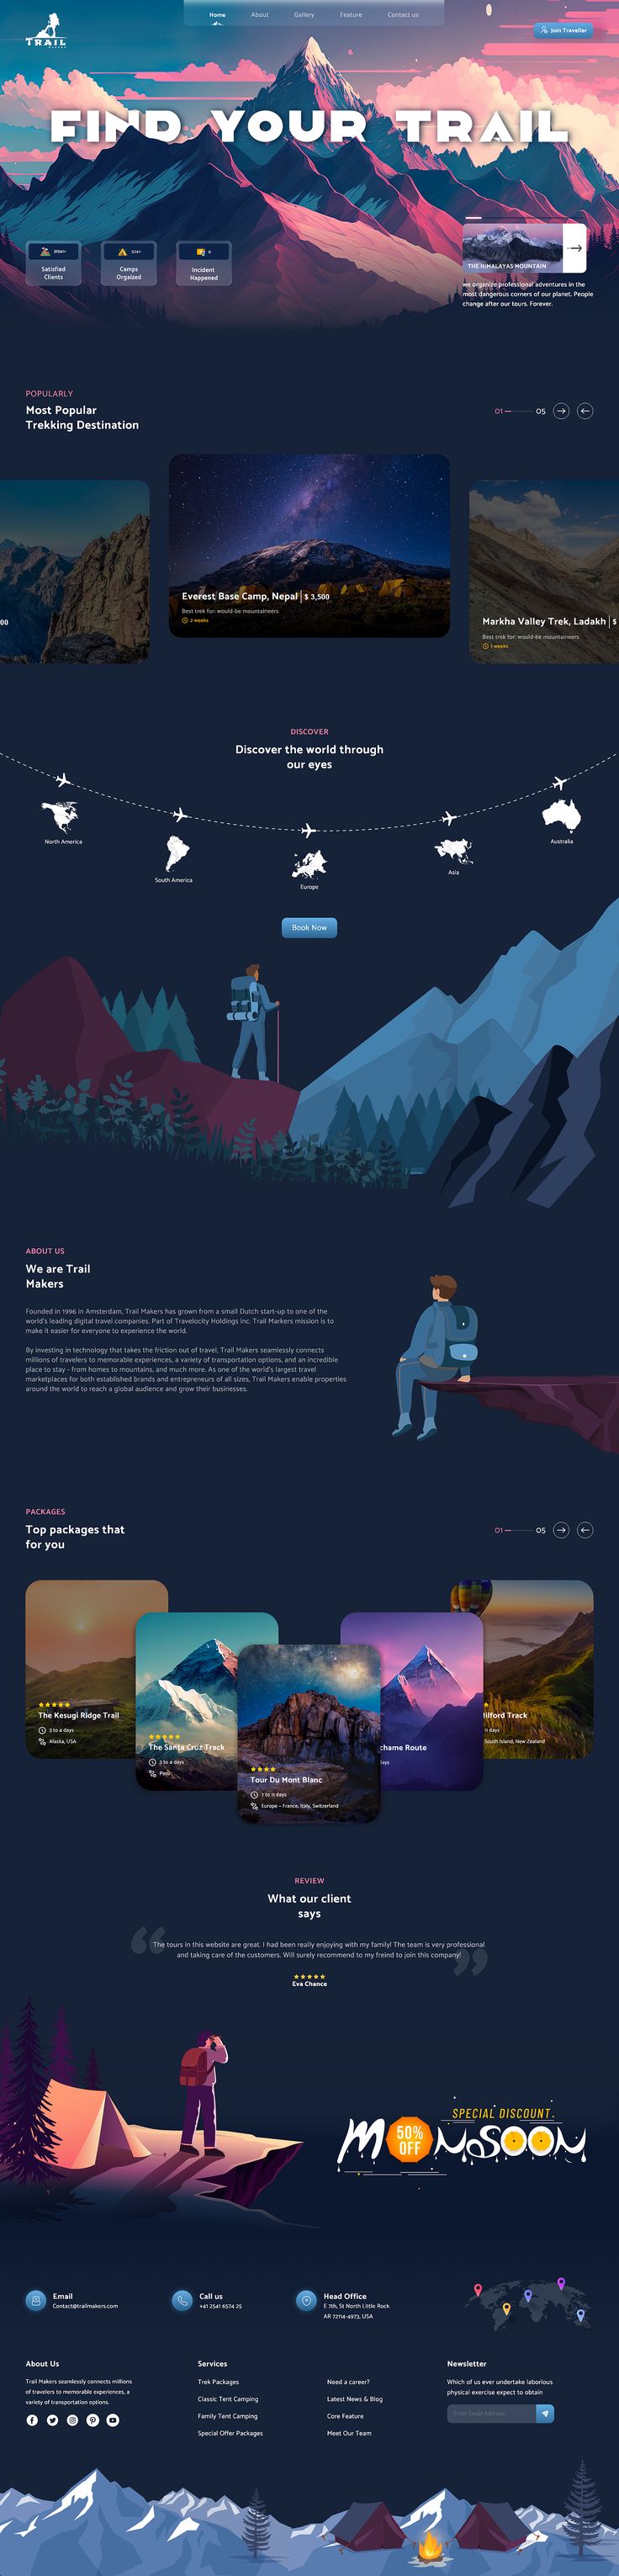 Home
About
Gallery
Feature
Contact us
TRAIL
Join Traveller
FIND YOUR TRAIL
Satisfied
Clients
Camps
Orgaized
Incident
Happened
THE HIMALAYAS MOUNTAIN
we organize professional adventures in the
most dangerous corners of our planet. People
change after our tours. Forever.
POPULARLY
Most Popular
Trekking Destination
01
05
00
Everest Base Camp, Nepal | $ 3,500
Best trek for: would-be mountaineers
2 weeks
Markha Valley Trek, Ladakh | $
Best trek for: would-be mountaineers
1 weeks
DISCOVER
Discover the world through
our eyes
North America
South America
Europe
Asia
Australia
Book Now
ABOUT US
We are Trail
Makers
Founded in 1996 in Amsterdam, Trail Makers has grown from a small Dutch start-up to one of the
world's leading digital travel companies. Part of Travelocity Holdings Inc. Trail Markers mission is to
make it easier for everyone to experience the world.
By investing in technology that takes the friction out of travel, Trail Makers seamlessly connects
millions of travelers to memorable experiences, a variety of transportation options, and an incredible
place to stay - from homes to mountains, and much more. As one of the world's largest travel
marketplaces for both established brands and entrepreneurs of all sizes, Trail Makers enable properties
around the world to reach a global audience and grow their businesses.
PACKAGES
Top packages that
for you
01
05
The Kesugi Ridge Trail
3 to 4 days
Alaska, USA
The Santa Cruz Track
3 to 4 days
Peru
Tour Du Mont Blanc
7 to 11 days
Europe – France, Italy, Switzerland
chame Route
days
ilford Track
days
South Island, New Zealand
REVIEW
What our client
says
The tours in this website are great. I had been really enjoying with my family! The team is very professional
and taking care of the customers. Will surely recommend to my freind to join this company!
Eva Chance
SPECIAL DISCOUNT.
MONSOON
50%
OFF
Email
Contact@trailmakers.com
Call us
+41 2541 6574 25
Head Office
E 7th, St North Little Rock
AR 72114-4973, USA
About Us
Trail Makers seamlessly connects millions
of travelers to memorable experiences, a
variety of transportation options.
Services
Trek Packages
Classic Tent Camping
Family Tent Camping
Special Offer Packages
Need a career?
Latest News & Blog
Core Feature
Meet Our Team
Newsletter
Which of us ever undertake laborious
physical exercise expect to obtain
Enter Email Address